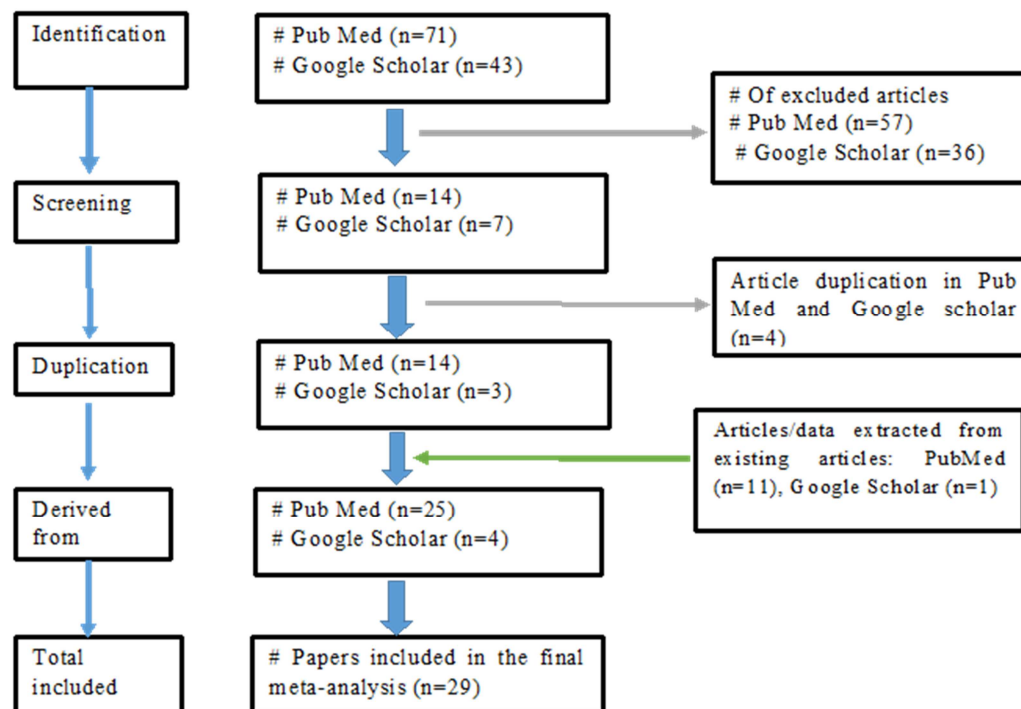 Identification
# Pub Med (n=71)
# Google Scholar (n=43)
# Of excluded articles
# Pub Med (n=57)
# Google Scholar (n=36)
Screening
# Pub Med (n=14)
# Google Scholar (n=7)
Article duplication in Pub
Med and Google scholar
(n=4)
Duplication
# Pub Med (n=14)
# Google Scholar (n=3)
Articles/data extracted from
existing articles: PubMed
(n=11), Google Scholar (n=1)
Derived
from
# Pub Med (n=25)
# Google Scholar (n=4)
Total
included
# Papers included in the final
meta-analysis (n=29)